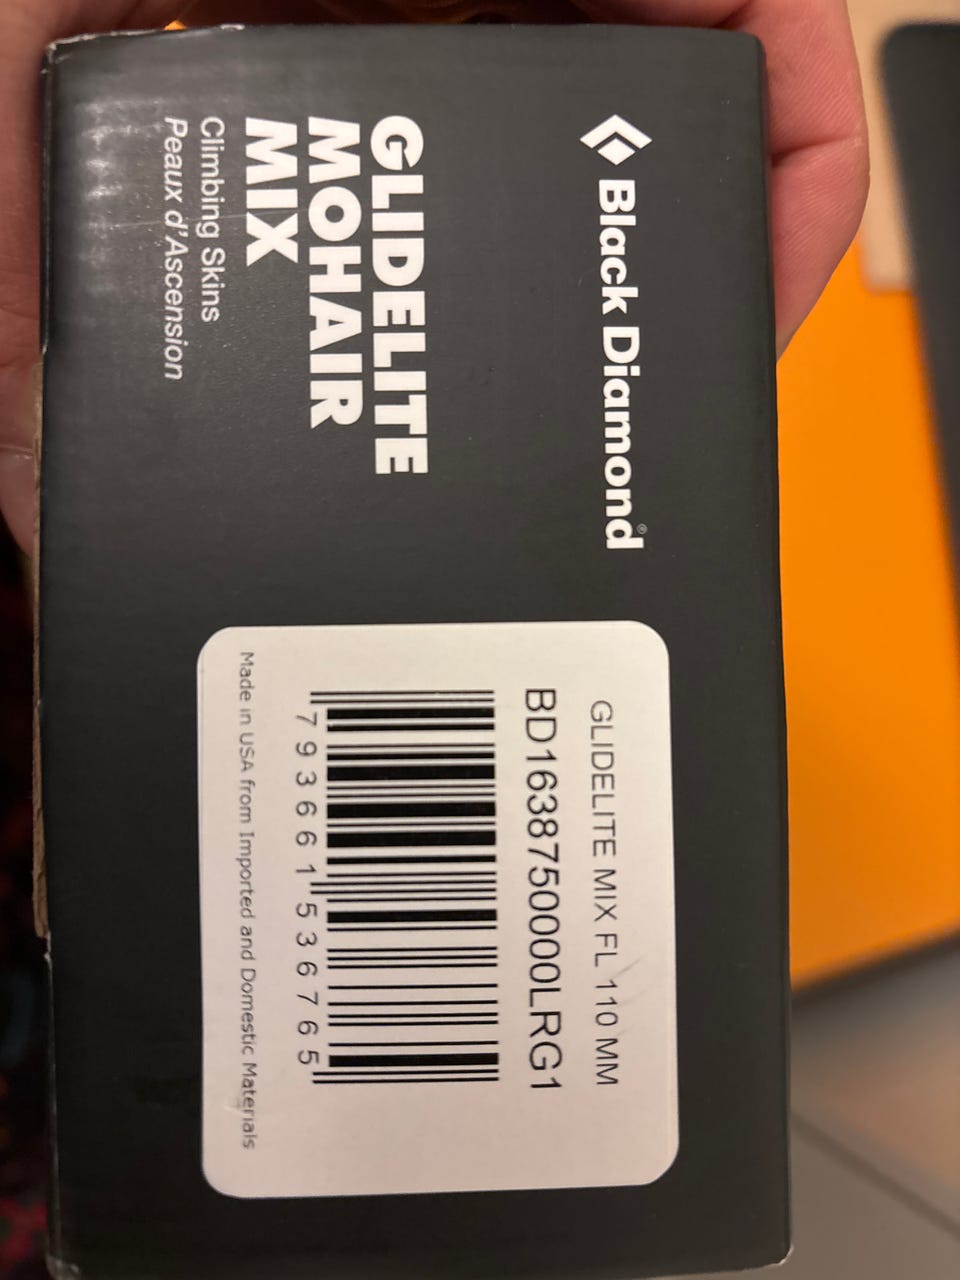 Black Diamond®
GLIDELITE
MOHAIR
MIX
Climbing Skins
Peaux d'Ascension
GLIDELITE MIX FL 110 MM
BD1638750000LRG1
7 93661 53676 5
Made in USA from Imported and Domestic Materials